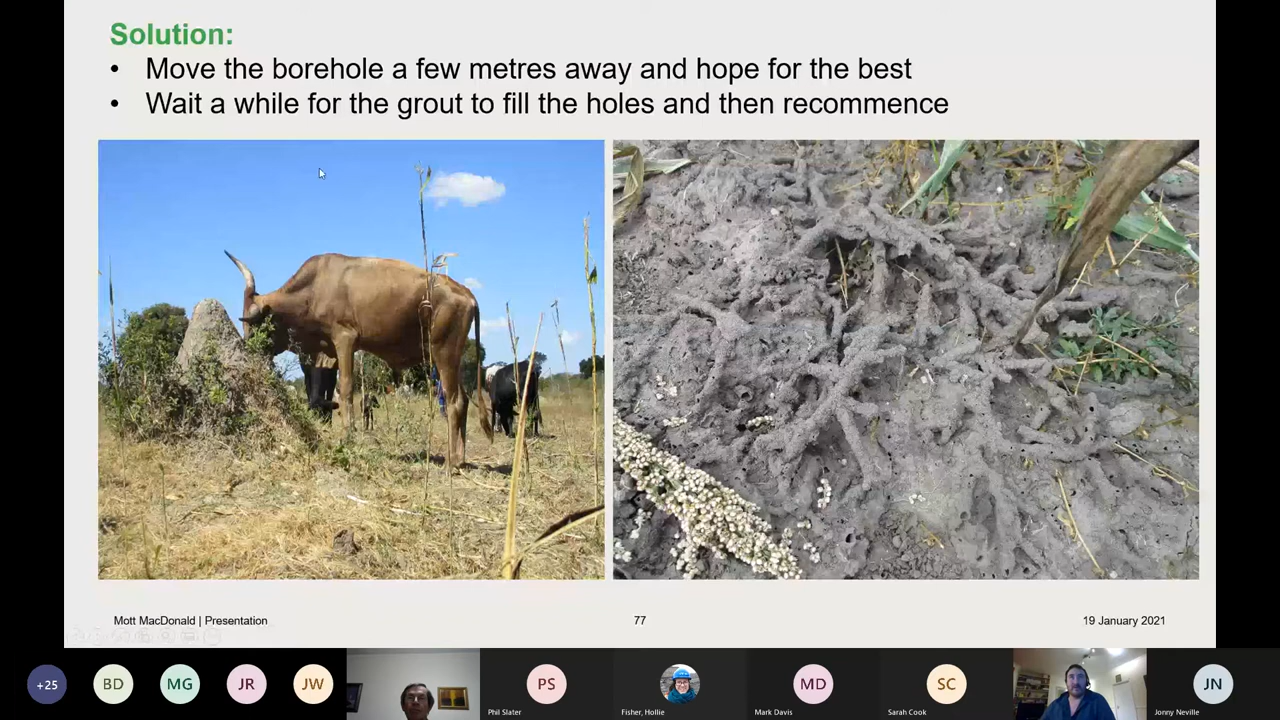 Solution:
• Move the borehole a few metres away and hope for the best
• Wait a while for the grout to fill the holes and then recommence
Mott MacDonald | Presentation
77
19 January 2021
+25
BD
MG
JR
JW
PS
Phil Slater
Fisher, Hollie
MD
Mark Davis
SC
Sarah Cook
JN
Jonny Neville